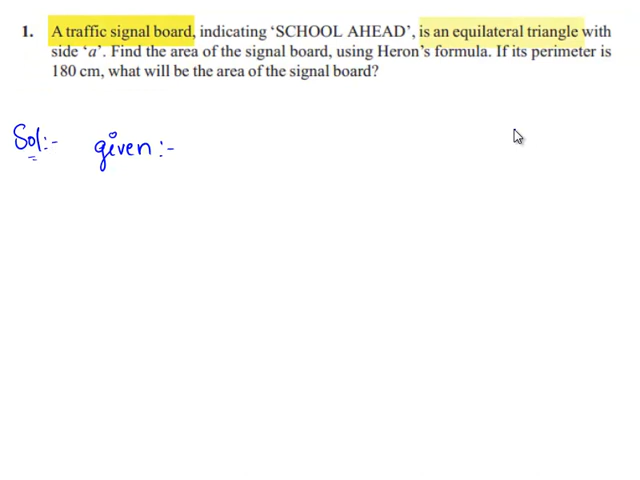 1. A traffic signal board, indicating ‘SCHOOL AHEAD’, is an equilateral triangle with
side ‘a’. Find the area of the signal board, using Heron’s formula. If its perimeter is
180 cm, what will be the area of the signal board?
Sol:- given :-